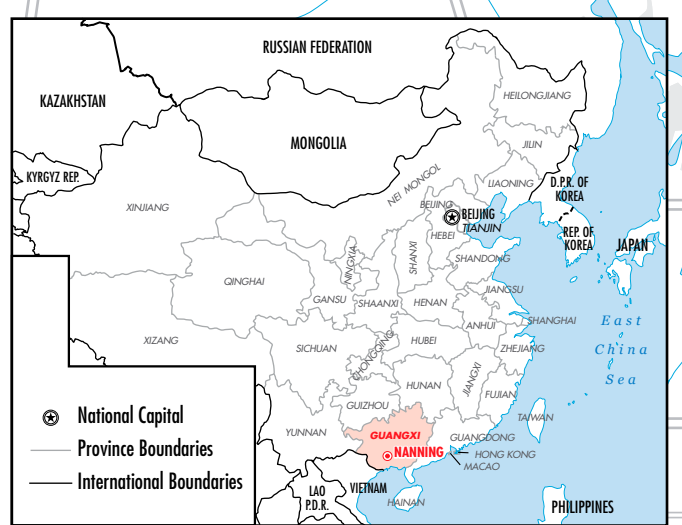 RUSSIAN FEDERATION
HEILONGJIANG
KAZAKHSTAN
MONGOLIA
JILIN
KYRGYZ REP.
NEI MONGOL
LIAONING
D.P.R. OF
KOREA
XINJIANG
BEIJING
BEIJING
TIANJIN
HEBEI
REP. OF
KOREA
JAPAN
NINGXIA
SHANXI
SHANDONG
QINGHAI
GANSU
SHAANXI
HENAN
JIANGSU
SHANGHAI
East
China
Sea
XIZANG
SICHUAN
CHONGQING
HUBEI
ANHUI
ZHEJIANG
HUNAN
JIANGXI
FUJIAN
GUIZHOU
TAIWAN
YUNNAN
GUANGXI
NANNING
GUANGDONG
HONG KONG
MACAO
National Capital
Province Boundaries
International Boundaries
LAO
P.D.R.
VIETNAM
HAINAN
PHILIPPINES